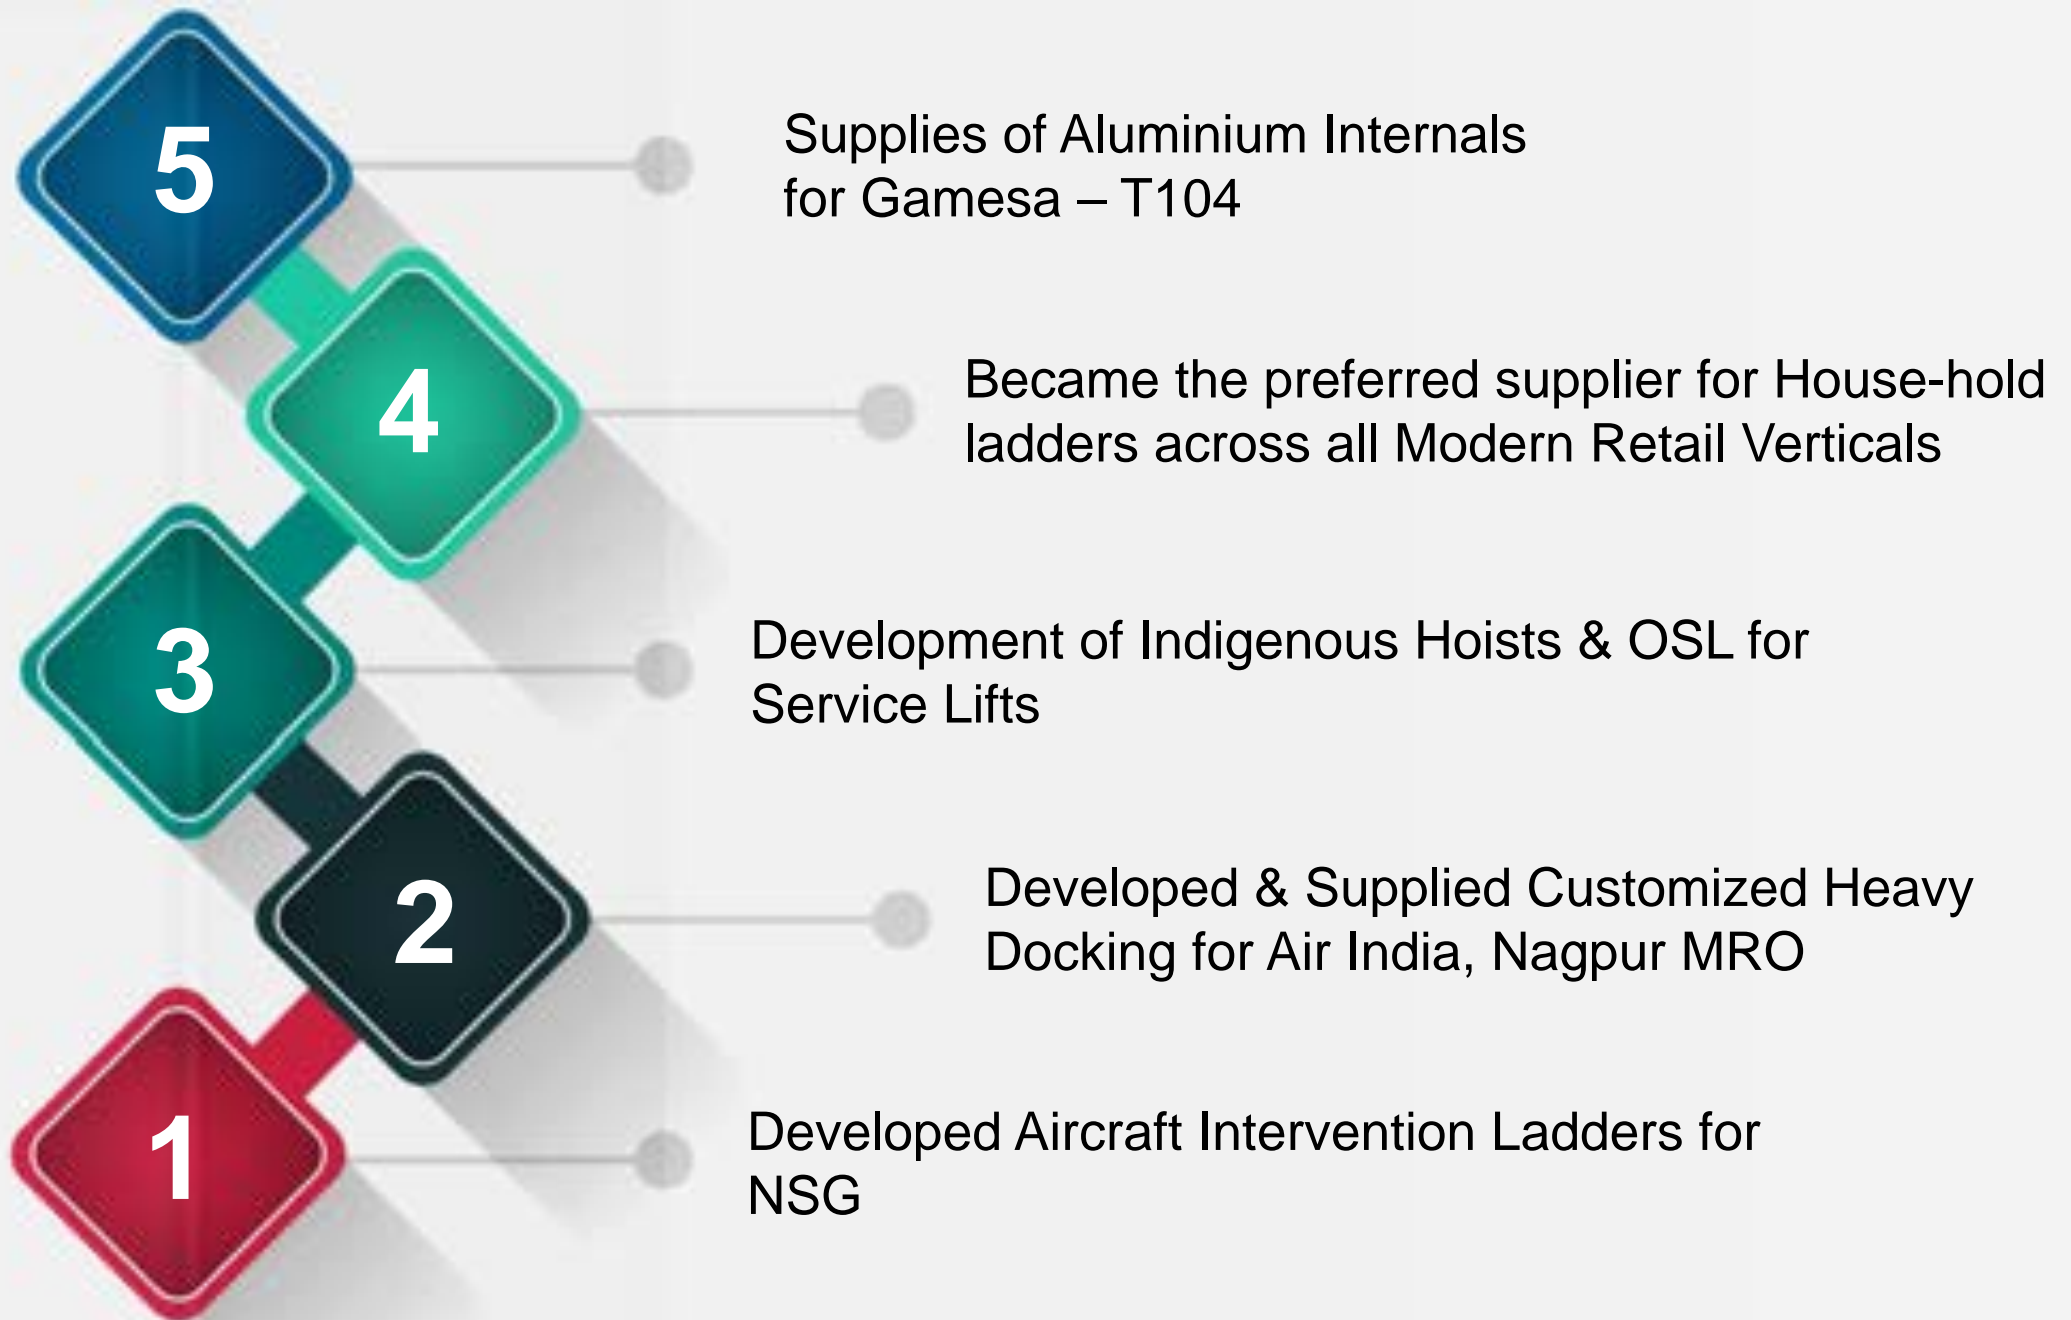 5
Supplies of Aluminium Internals
for Gamesa – T104
4
Became the preferred supplier for House-hold
ladders across all Modern Retail Verticals
3
Development of Indigenous Hoists & OSL for
Service Lifts
2
Developed & Supplied Customized Heavy
Docking for Air India, Nagpur MRO
1
Developed Aircraft Intervention Ladders for
NSG